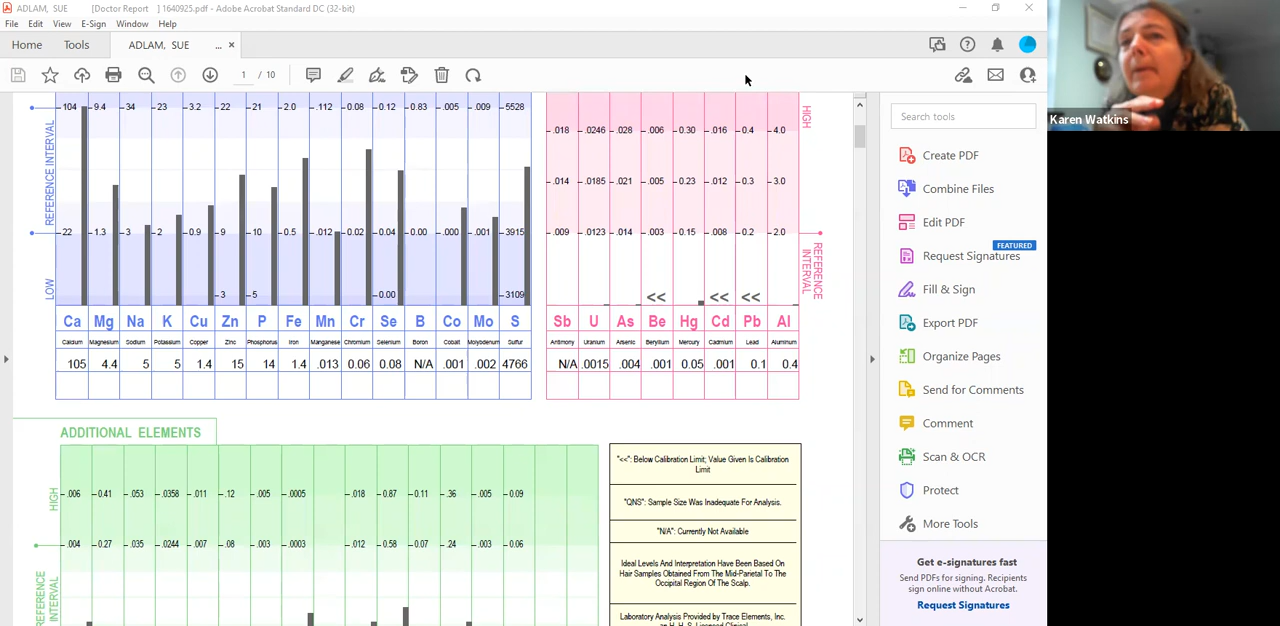 ADLAM, SUE [Doctor Report ] 1640925.pdf - Adobe Acrobat Standard DC (32-bit)
File Edit View E-Sign Window Help
Home Tools ADLAM, SUE ... ×
1 / 10
Karen Watkins
104 9.4 34 23 3.2 22 21 2.0 .112 0.08 0.12 0.83 .005 .009 5528
REFERENCE INTERVAL
22 1.3 3 2 0.9 9 10 0.5 .012 0.02 0.04 0.00 .000 .001 3915
LOW
3 5 0.00 3109
Ca Mg Na K Cu Zn P Fe Mn Cr Se B Co Mo S
Calcium Magnesium Sodium Potassium Copper Zinc Phosphorus Iron Manganese Chromium Selenium Boron Cobalt Molybdenum Sulfur
105 4.4 5 5 1.4 15 14 1.4 .013 0.06 0.08 N/A .001 .002 4766
HIGH
.018 .0246 .028 .006 0.30 .016 0.4 4.0
.014 .0185 .021 .005 0.23 .012 0.3 3.0
.009 .0123 .014 .003 0.15 .008 0.2 2.0
REFERENCE
INTERVAL
<< << <<
Sb U As Be Hg Cd Pb Al
Antimony Uranium Arsenic Beryllium Mercury Cadmium Lead Aluminum
N/A .0015 .004 .001 0.05 .001 0.1 0.4
ADDITIONAL ELEMENTS
HIGH
.006 0.41 .053 .0358 .011 .12 .005 .0005 .018 0.87 0.11 .36 .005 0.09
.004 0.27 .035 .0244 .007 .08 .003 .0003 .012 0.58 0.07 .24 .003 0.06
REFERENCE
INTERVAL
"<<": Below Calibration Limit; Value Given Is Calibration
Limit
"QNS": Sample Size Was Inadequate For Analysis.
"N/A": Currently Not Available
Ideal Levels And Interpretation Have Been Based On
Hair Samples Obtained From The Mid-Parietal To The
Occipital Region Of The Scalp.
Laboratory Analysis Provided by Trace Elements, Inc.
an H. H. S. Licensed Clinical
Search tools
Create PDF
Combine Files
Edit PDF
FEATURED
Request Signatures
Fill & Sign
Export PDF
Organize Pages
Send for Comments
Comment
Scan & OCR
Protect
More Tools
Get e-signatures fast
Send PDFs for signing. Recipients
sign online without Acrobat.
Request Signatures